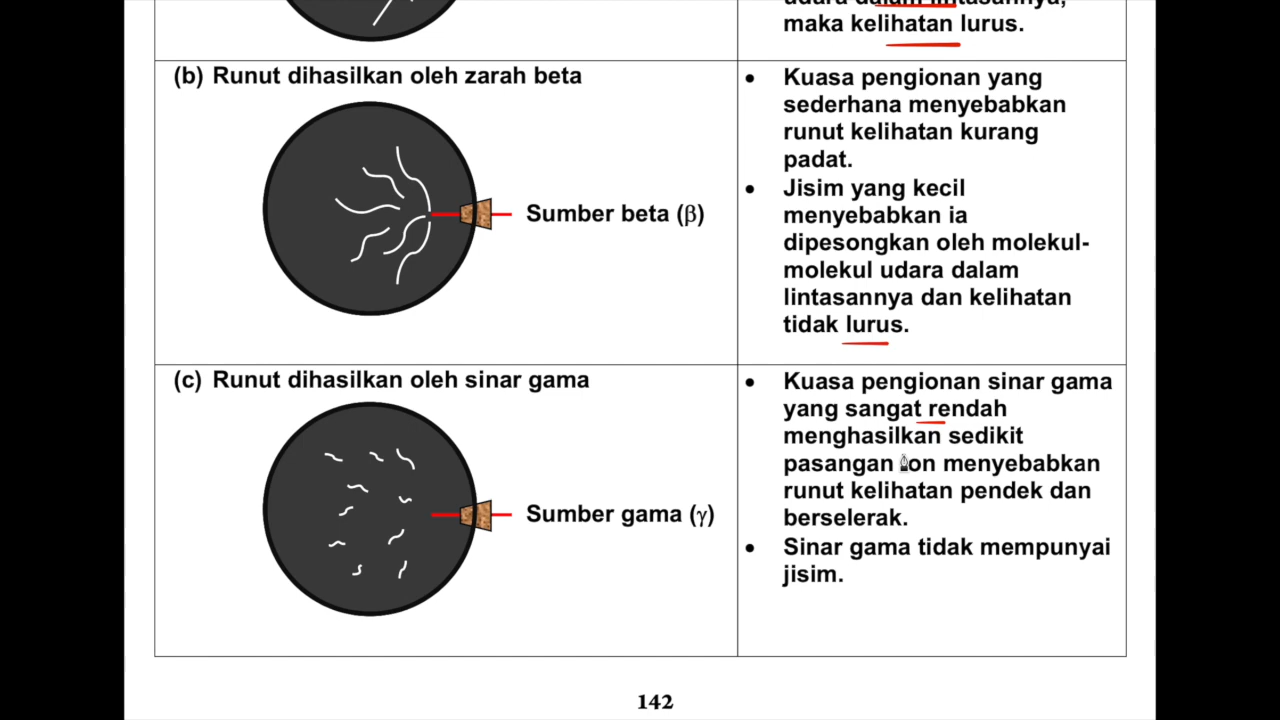 udara dalam lintasannya,
maka kelihatan lurus.
(b) Runut dihasilkan oleh zarah beta
Sumber beta (β)
• Kuasa pengionan yang
sederhana menyebabkan
runut kelihatan kurang
padat.
• Jisim yang kecil
menyebabkan ia
dipesongkan oleh molekul-
molekul udara dalam
lintasannya dan kelihatan
tidak lurus.
(c) Runut dihasilkan oleh sinar gama
Sumber gama (γ)
• Kuasa pengionan sinar gama
yang sangat rendah
menghasilkan sedikit
pasangan ion menyebabkan
runut kelihatan pendek dan
berselerak.
• Sinar gama tidak mempunyai
jisim.
142